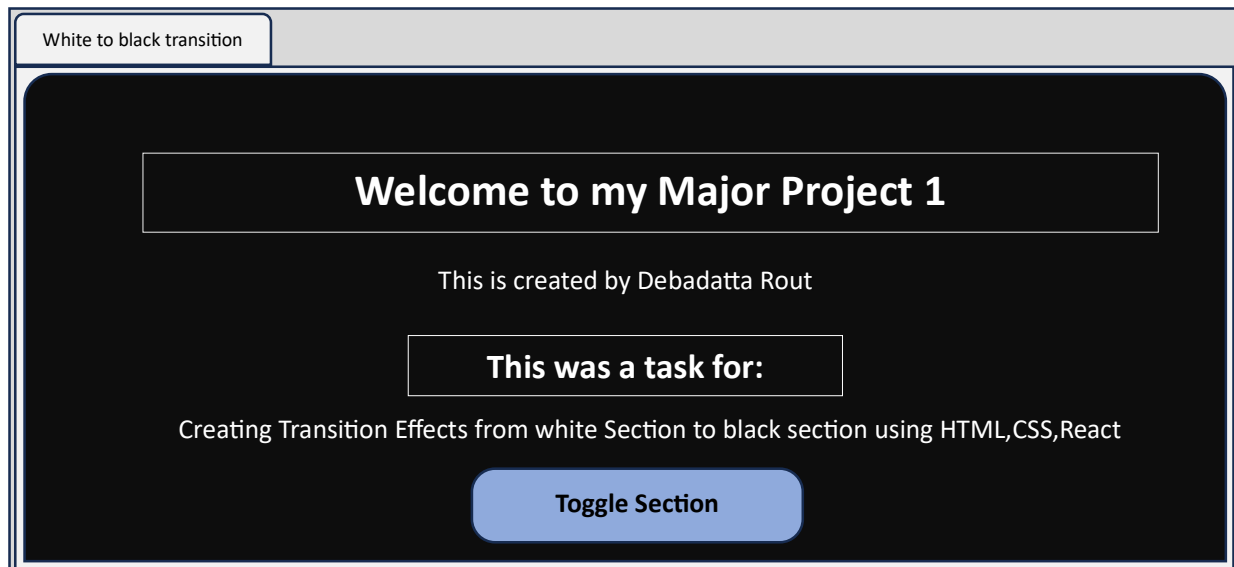 White to black transition
Welcome to my Major Project 1
This is created by Debadatta Rout
This was a task for:
Creating Transition Effects from white Section to black section using HTML,CSS,React
Toggle Section